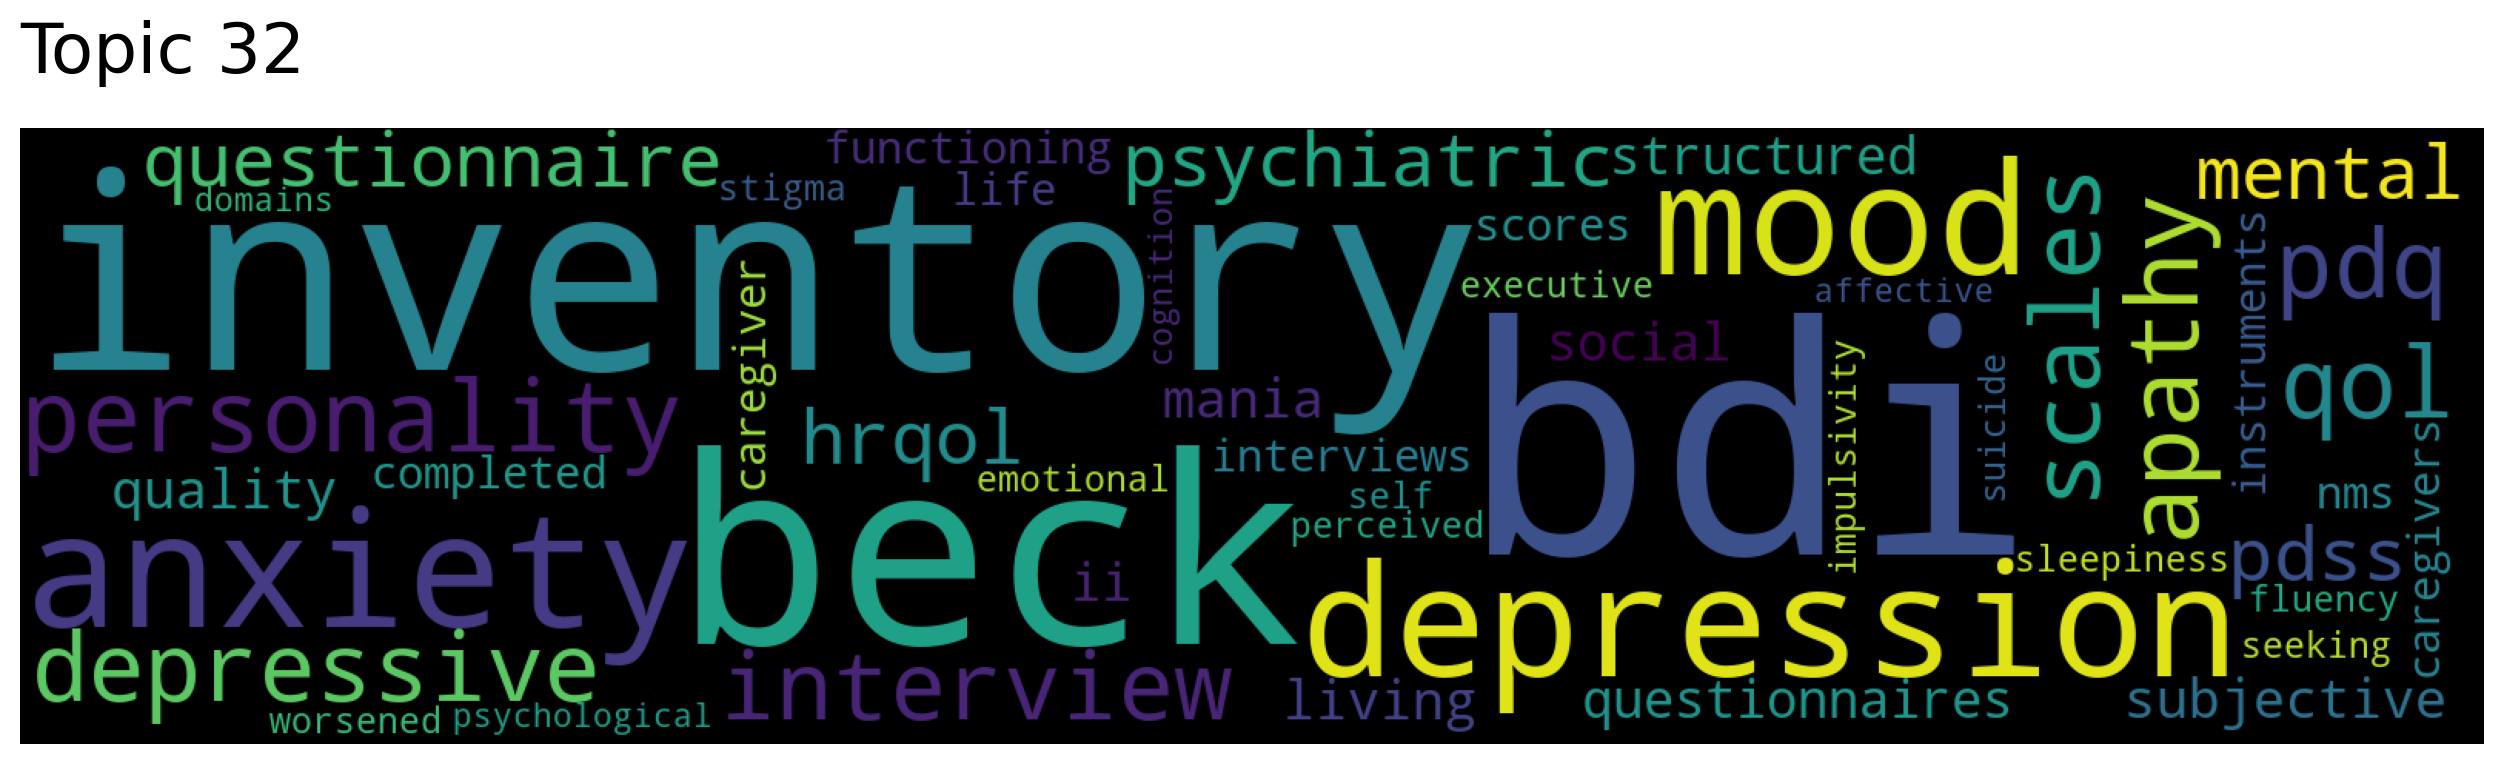 Topic 32
questionnaire
domains
stigma
functioning
life
psychiatric
structured
mental
inventory
cognition
scores
mood
executive
affective
scales
apathy
instruments
pdq
personality
caregiver
hrqol
mania
social
bdi
impulsivity
suicide
qol
quality
completed
emotional
interviews
self
perceived
nms
caregivers
anxiety
beck
ii
depression
sleepiness
pdss
fluency
seeking
depressive
interview
living
questionnaires
subjective
worsened
psychological